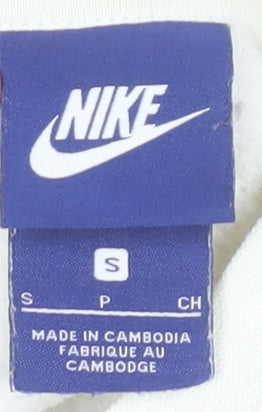 NIKE
S
S P CH
MADE IN CAMBODIA
FABRIQUE AU
CAMBODGE